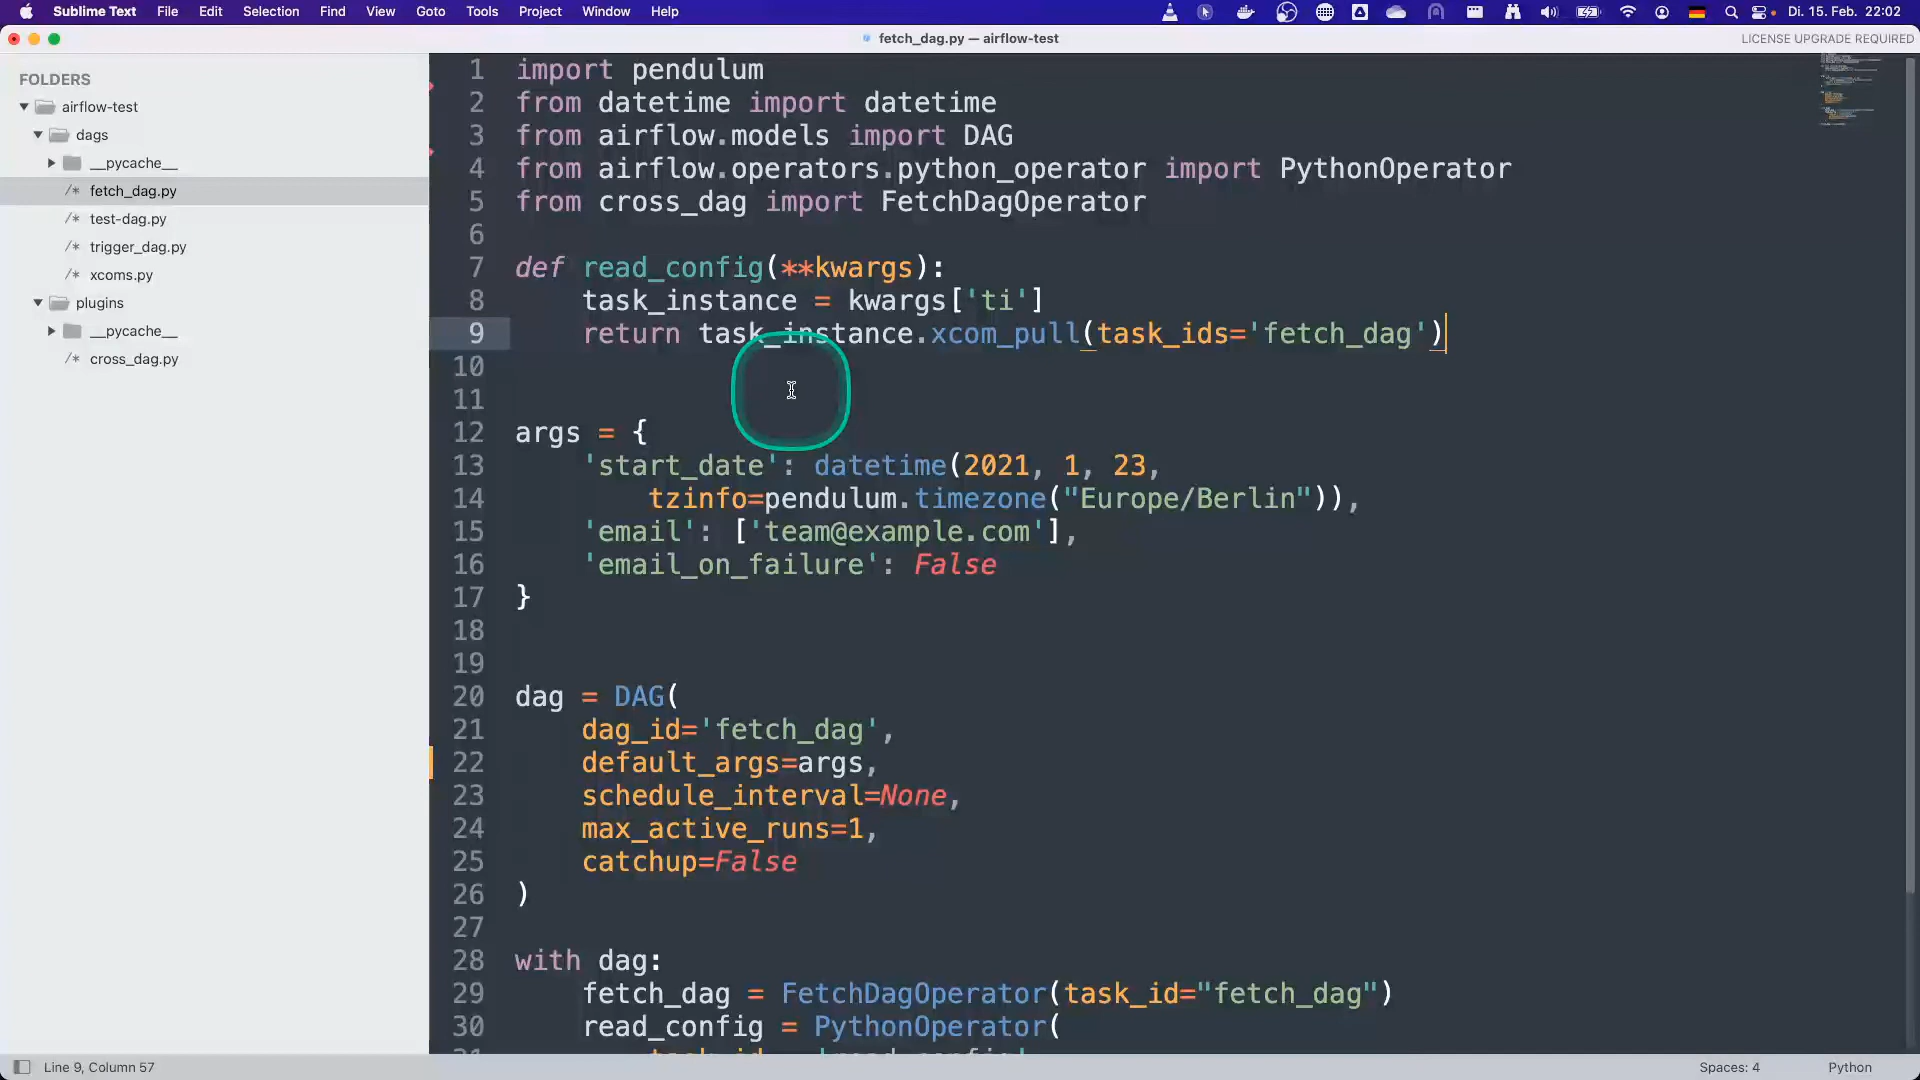 Sublime Text File Edit Selection Find View Goto Tools Project Window Help Di. 15. Feb. 22:02
fetch_dag.py — airflow-test LICENSE UPGRADE REQUIRED
FOLDERS
airflow-test
dags
__pycache__
/* fetch_dag.py
/* test-dag.py
/* trigger_dag.py
/* xcoms.py
plugins
__pycache__
/* cross_dag.py
1 import pendulum
2 from datetime import datetime
3 from airflow.models import DAG
4 from airflow.operators.python_operator import PythonOperator
5 from cross_dag import FetchDagOperator
6
7 def read_config(**kwargs):
8 task_instance = kwargs['ti']
9 return task_instance.xcom_pull(task_ids='fetch_dag')
10
11
12 args = {
13 'start_date': datetime(2021, 1, 23,
14 tzinfo=pendulum.timezone("Europe/Berlin")),
15 'email': ['team@example.com'],
16 'email_on_failure': False
17 }
18
19
20 dag = DAG(
21 dag_id='fetch_dag',
22 default_args=args,
23 schedule_interval=None,
24 max_active_runs=1,
25 catchup=False
26 )
27
28 with dag:
29 fetch_dag = FetchDagOperator(task_id="fetch_dag")
30 read_config = PythonOperator(
Line 9, Column 57 Spaces: 4 Python